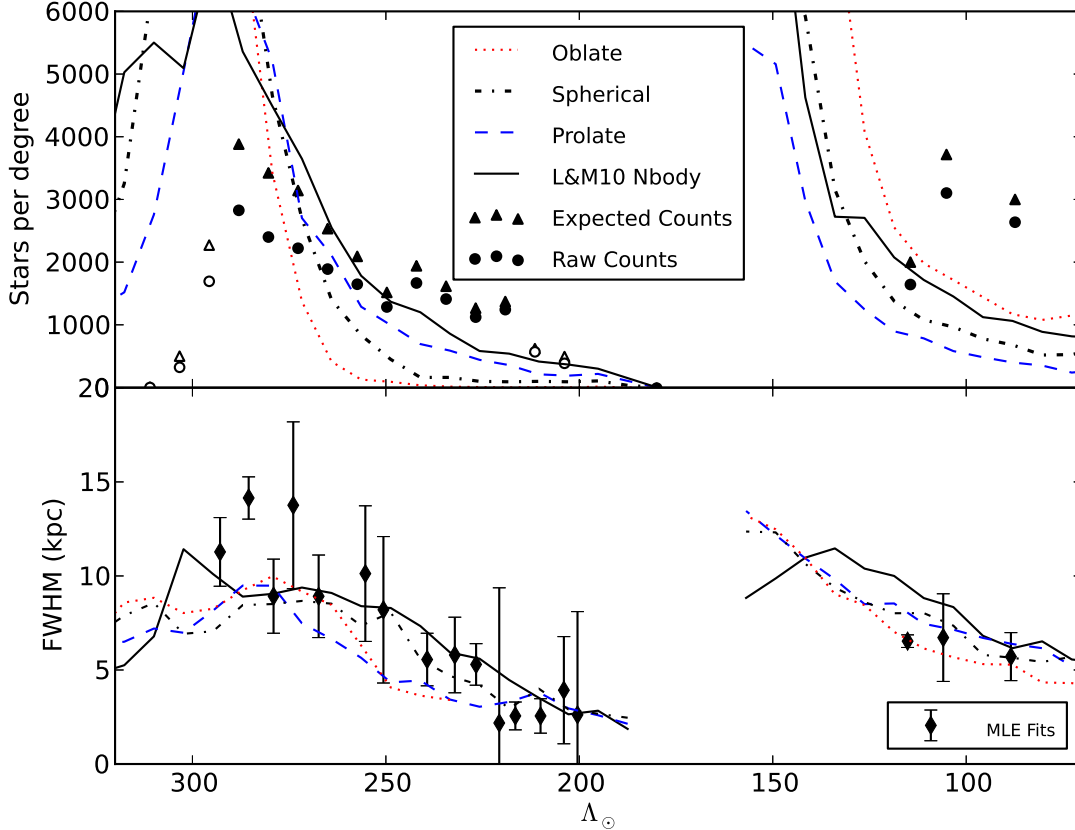 6000
5000
4000
3000
2000
1000
Stars per degree
Oblate
Spherical
Prolate
L&M10 Nbody
Expected Counts
Raw Counts
20
15
10
5
0
FWHM (kpc)
MLE Fits
300
250
200
150
100
Λ☉